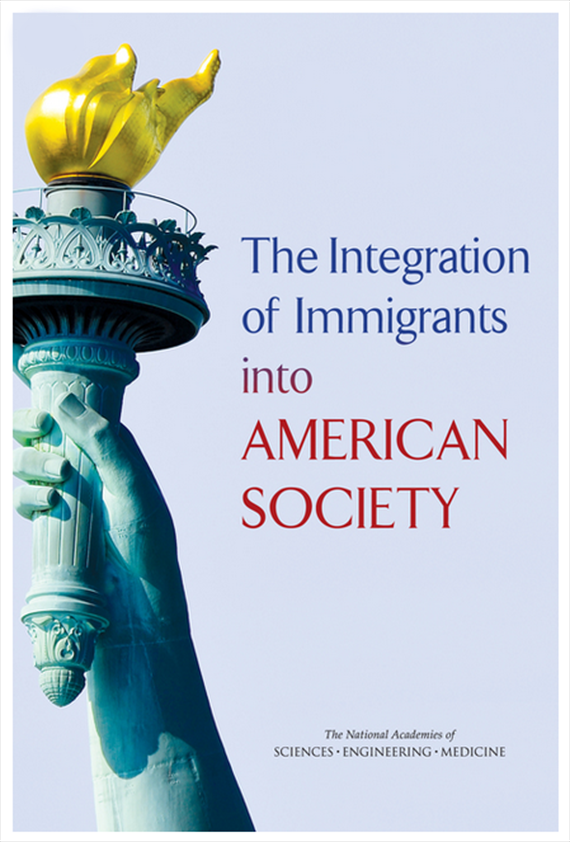 The Integration
of Immigrants
into
AMERICAN
SOCIETY
The National Academies of
SCIENCES • ENGINEERING • MEDICINE